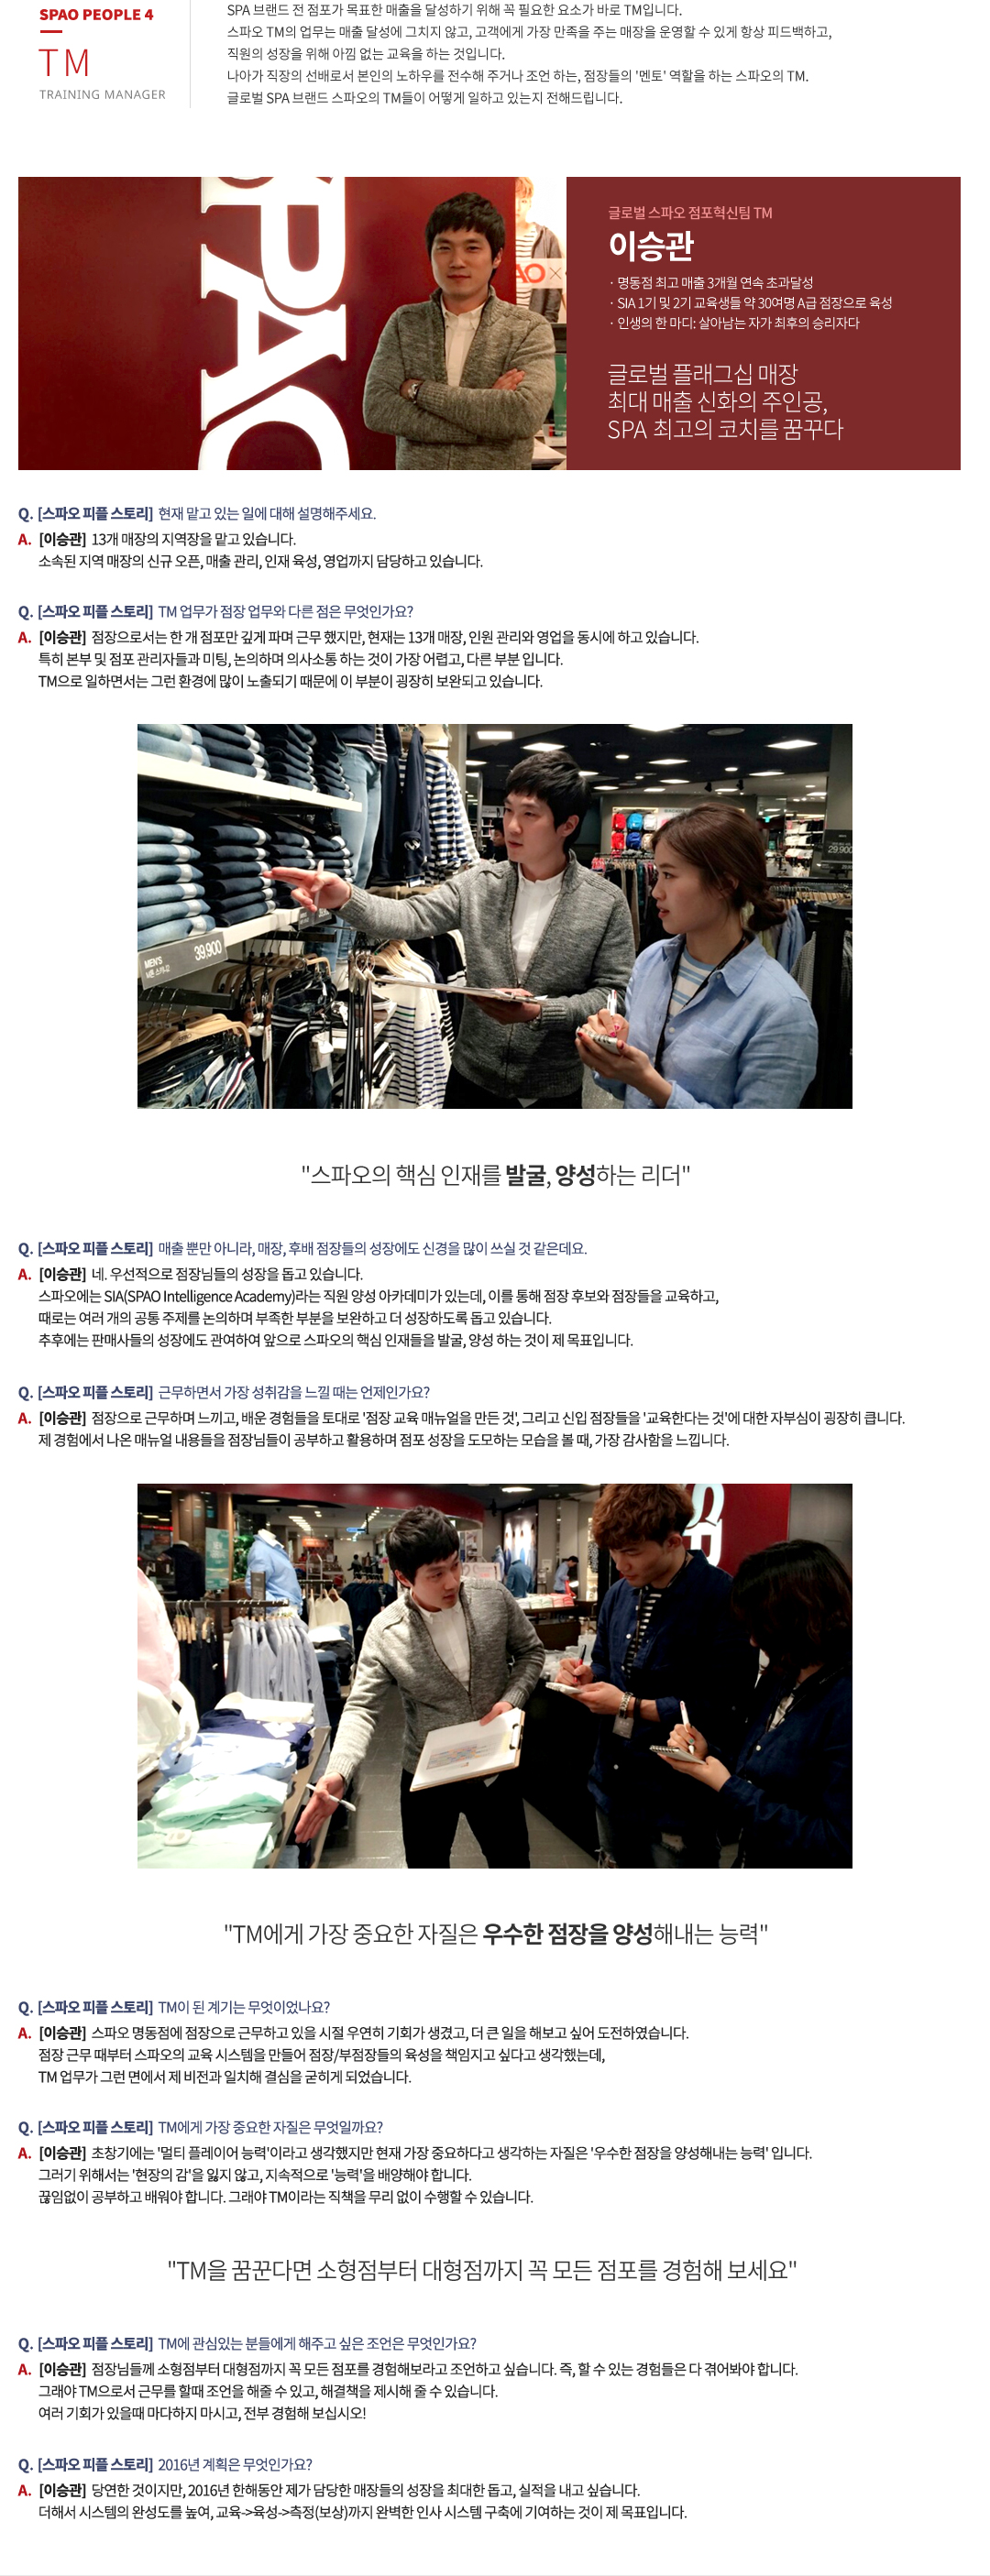 SPAO PEOPLE 4
TM
TRAINING MANAGER
SPA 브랜드 전 점포가 목표한 매출을 달성하기 위해 꼭 필요한 요소가 바로 TM입니다.
스파오 TM의 업무는 매출 달성에 그치지 않고, 고객에게 가장 만족을 주는 매장을 운영할 수 있게 항상 피드백하고,
직원의 성장을 위해 아낌 없는 교육을 하는 것입니다.
나아가 직장의 선배로서 본인의 노하우를 전수해 주거나 조언 하는, 점장들의 '멘토' 역할을 하는 스파오의 TM.
글로벌 SPA 브랜드 스파오의 TM들이 어떻게 일하고 있는지 전해드립니다.
PAO
AO
글로벌 스파오 점포혁신팀 TM
이승관
· 명동점 최고 매출 3개월 연속 초과달성
· SIA 1기 및 2기 교육생들 약 30여명 A급 점장으로 육성
· 인생의 한 마디: 살아남는 자가 최후의 승리자다
글로벌 플래그십 매장
최대 매출 신화의 주인공,
SPA 최고의 코치를 꿈꾸다
Q. [스파오 피플 스토리] 현재 맡고 있는 일에 대해 설명해주세요.
A. [이승관] 13개 매장의 지역장을 맡고 있습니다.
소속된 지역 매장의 신규 오픈, 매출 관리, 인재 육성, 영업까지 담당하고 있습니다.
Q. [스파오 피플 스토리] TM 업무가 점장 업무와 다른 점은 무엇인가요?
A. [이승관] 점장으로서는 한 개 점포만 깊게 파며 근무 했지만, 현재는 13개 매장, 인원 관리와 영업을 동시에 하고 있습니다.
특히 본부 및 점포 관리자들과 미팅, 논의하며 의사소통 하는 것이 가장 어렵고, 다른 부분 입니다.
TM으로 일하면서는 그런 환경에 많이 노출되기 때문에 이 부분이 굉장히 보완되고 있습니다.
29,900
39,900
MEN'S
"스파오의 핵심 인재를 발굴, 양성하는 리더"
Q. [스파오 피플 스토리] 매출 뿐만 아니라, 매장, 후배 점장들의 성장에도 신경을 많이 쓰실 것 같은데요.
A. [이승관] 네. 우선적으로 점장님들의 성장을 돕고 있습니다.
스파오에는 SIA(SPAO Intelligence Academy)라는 직원 양성 아카데미가 있는데, 이를 통해 점장 후보와 점장들을 교육하고,
때로는 여러 개의 공통 주제를 논의하며 부족한 부분을 보완하고 더 성장하도록 돕고 있습니다.
추후에는 판매사들의 성장에도 관여하여 앞으로 스파오의 핵심 인재들을 발굴, 양성 하는 것이 제 목표입니다.
Q. [스파오 피플 스토리] 근무하면서 가장 성취감을 느낄 때는 언제인가요?
A. [이승관] 점장으로 근무하며 느끼고, 배운 경험들을 토대로 '점장 교육 매뉴얼을 만든 것', 그리고 신입 점장들을 '교육한다는 것'에 대한 자부심이 굉장히 큽니다.
제 경험에서 나온 매뉴얼 내용들을 점장님들이 공부하고 활용하며 점포 성장을 도모하는 모습을 볼 때, 가장 감사함을 느낍니다.
"TM에게 가장 중요한 자질은 우수한 점장을 양성해내는 능력"
Q. [스파오 피플 스토리] TM이 된 계기는 무엇이었나요?
A. [이승관] 스파오 명동점에 점장으로 근무하고 있을 시절 우연히 기회가 생겼고, 더 큰 일을 해보고 싶어 도전하였습니다.
점장 근무 때부터 스파오의 교육 시스템을 만들어 점장/부점장들의 육성을 책임지고 싶다고 생각했는데,
TM 업무가 그런 면에서 제 비전과 일치해 결심을 굳히게 되었습니다.
Q. [스파오 피플 스토리] TM에게 가장 중요한 자질은 무엇일까요?
A. [이승관] 초창기에는 '멀티 플레이어 능력'이라고 생각했지만 현재 가장 중요하다고 생각하는 자질은 '우수한 점장을 양성해내는 능력' 입니다.
그러기 위해서는 '현장의 감'을 잃지 않고, 지속적으로 '능력'을 배양해야 합니다.
끊임없이 공부하고 배워야 합니다. 그래야 TM이라는 직책을 무리 없이 수행할 수 있습니다.
"TM을 꿈꾼다면 소형점부터 대형점까지 꼭 모든 점포를 경험해 보세요"
Q. [스파오 피플 스토리] TM에 관심있는 분들에게 해주고 싶은 조언은 무엇인가요?
A. [이승관] 점장님들께 소형점부터 대형점까지 꼭 모든 점포를 경험해보라고 조언하고 싶습니다. 즉, 할 수 있는 경험들은 다 겪어봐야 합니다.
그래야 TM으로서 근무를 할때 조언을 해줄 수 있고, 해결책을 제시해 줄 수 있습니다.
여러 기회가 있을때 마다하지 마시고, 전부 경험해 보십시오!
Q. [스파오 피플 스토리] 2016년 계획은 무엇인가요?
A. [이승관] 당연한 것이지만, 2016년 한해동안 제가 담당한 매장들의 성장을 최대한 돕고, 실적을 내고 싶습니다.
더해서 시스템의 완성도를 높여, 교육->육성->측정(보상)까지 완벽한 인사 시스템 구축에 기여하는 것이 제 목표입니다.